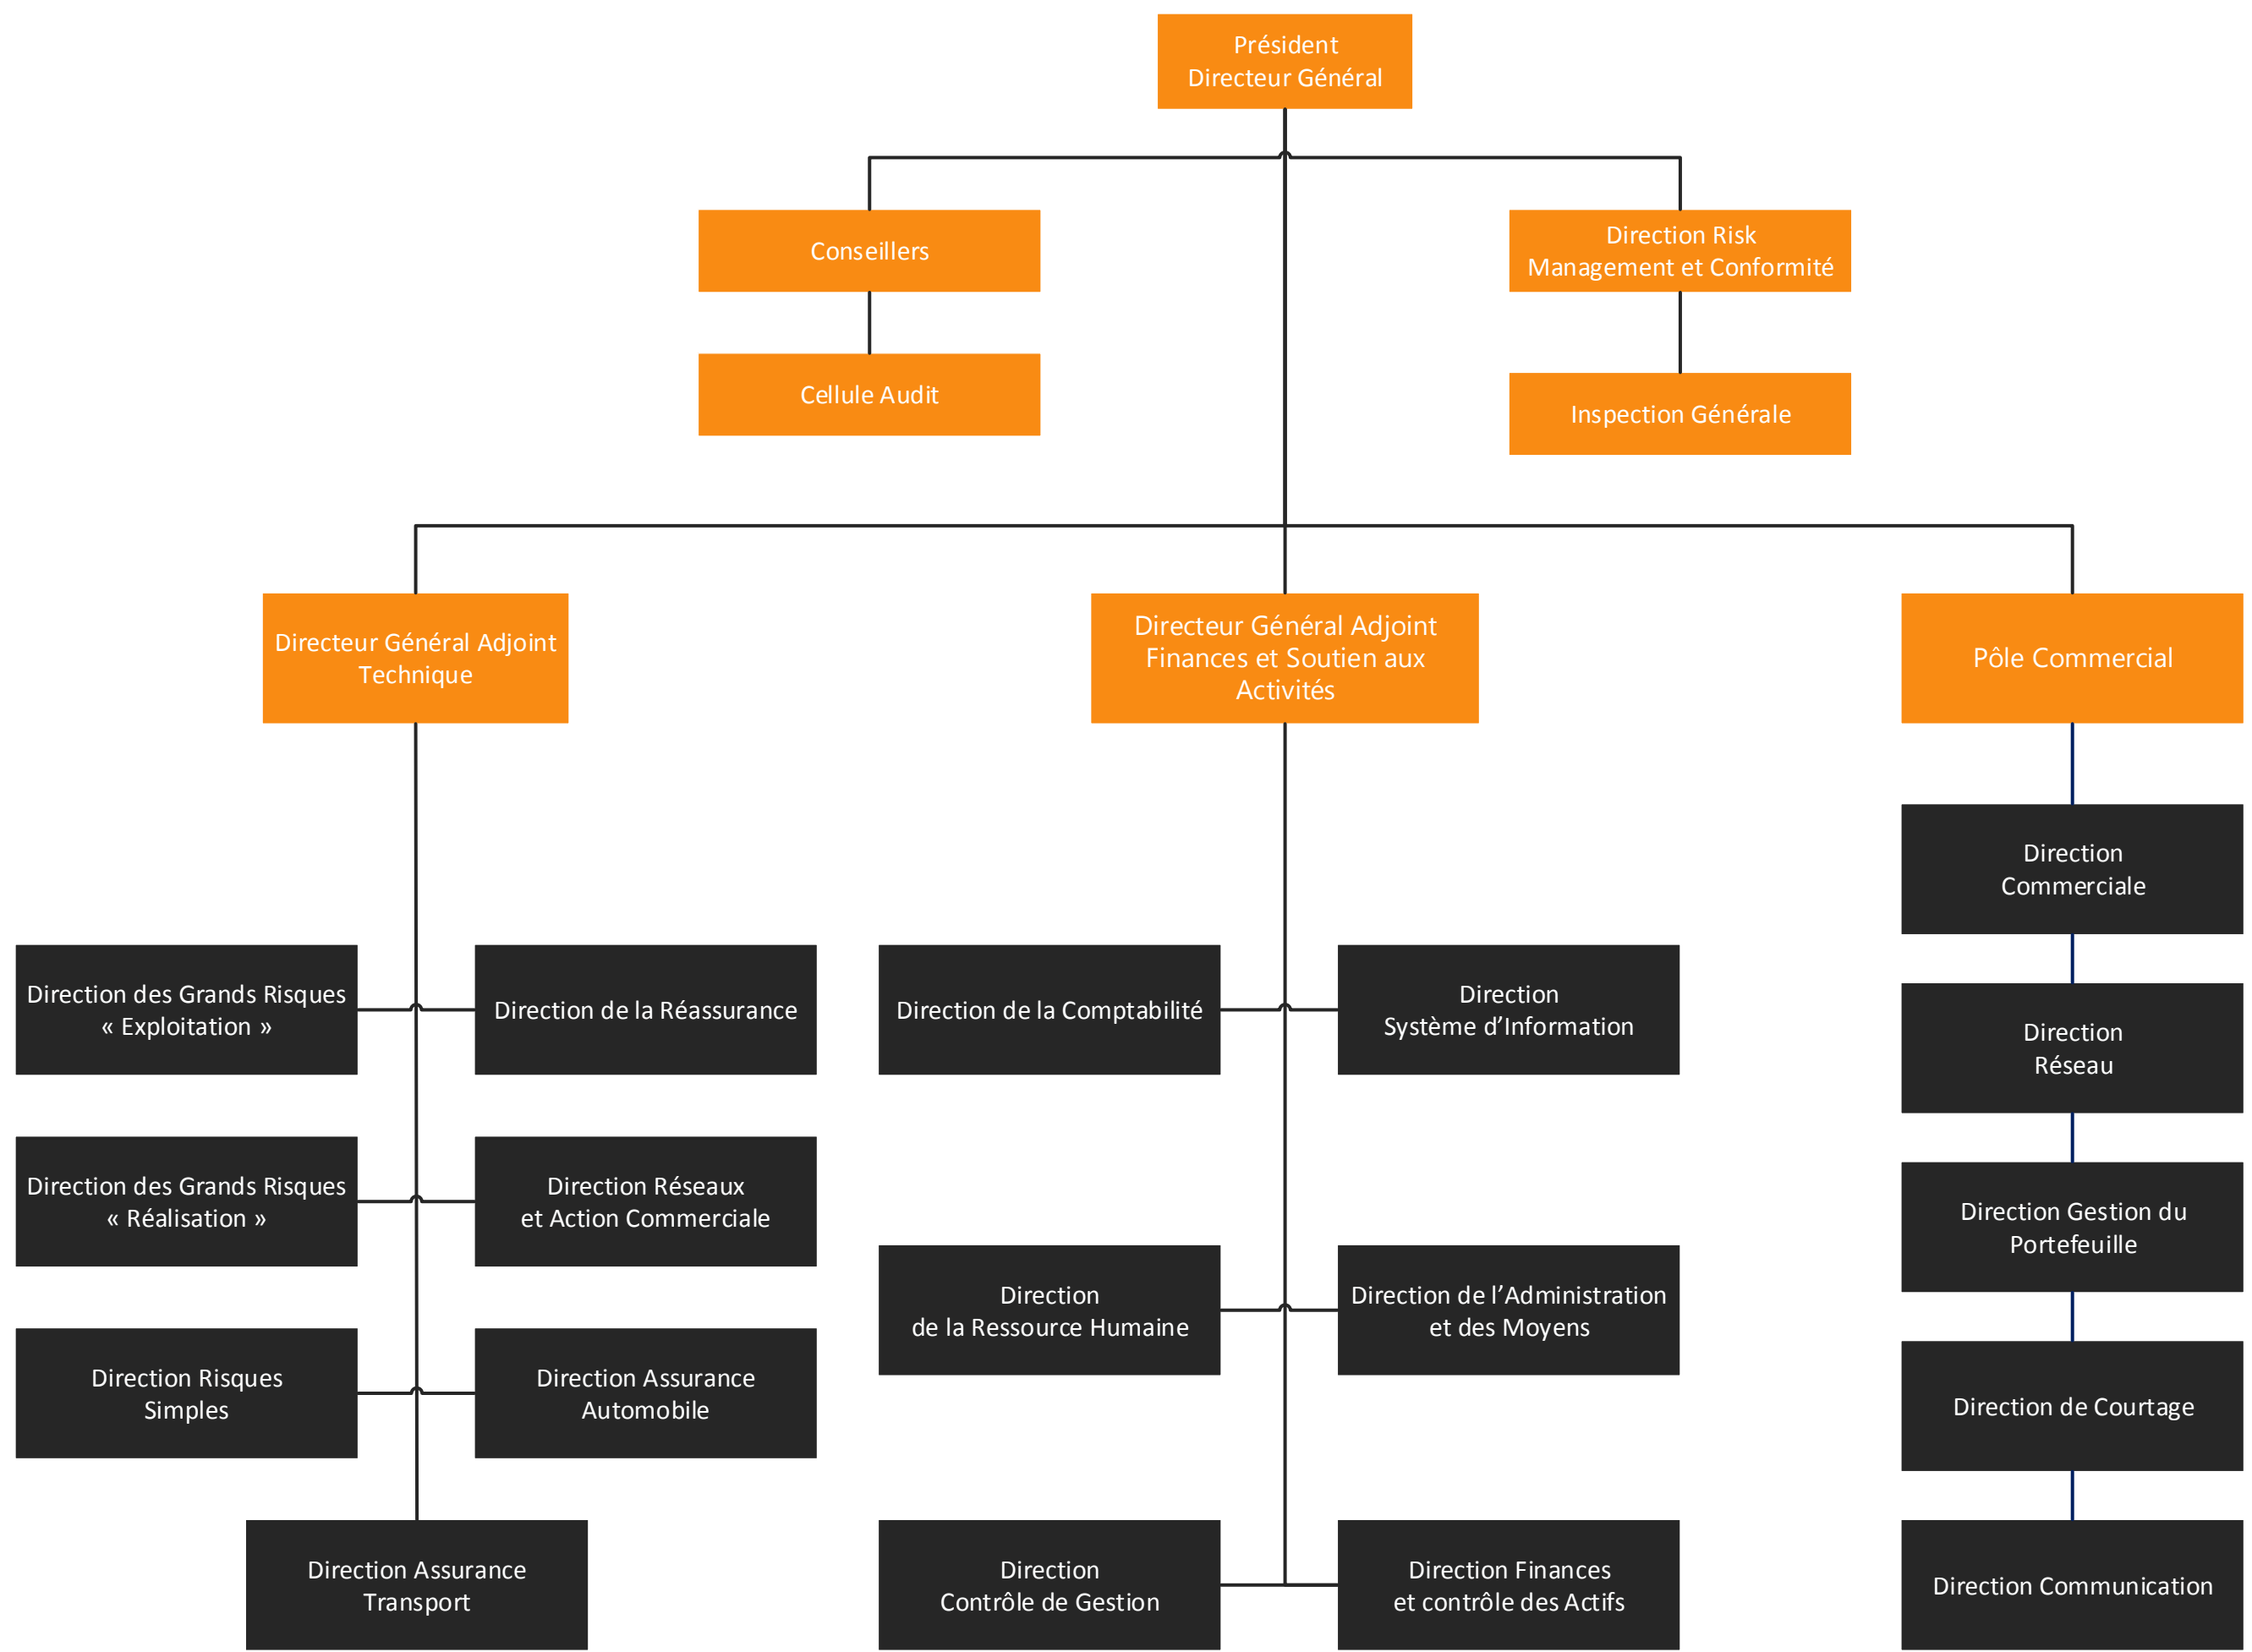 Président
Directeur Général
Conseillers
Direction Risk
Management et Conformité
Cellule Audit
Inspection Générale
Directeur Général Adjoint
Technique
Directeur Général Adjoint
Finances et Soutien aux
Activités
Pôle Commercial
Direction des Grands Risques
« Exploitation »
Direction de la Réassurance
Direction des Grands Risques
« Réalisation »
Direction Réseaux
et Action Commerciale
Direction Risques
Simples
Direction Assurance
Automobile
Direction Assurance
Transport
Direction de la Comptabilité
Direction
Système d’Information
Direction
de la Ressource Humaine
Direction de l’Administration
et des Moyens
Direction
Contrôle de Gestion
Direction Finances
et contrôle des Actifs
Direction
Commerciale
Direction
Réseau
Direction Gestion du
Portefeuille
Direction de Courtage
Direction Communication